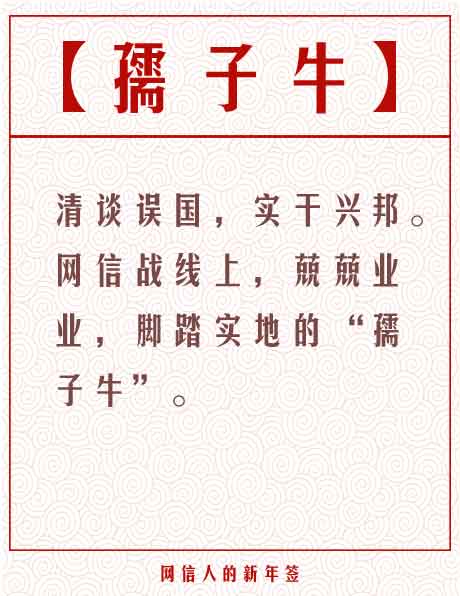 【孺子牛】
清谈误国，实干兴邦。
网信战线上，兢兢业
业，脚踏实地的“孺
子牛”。
网信人的新年签